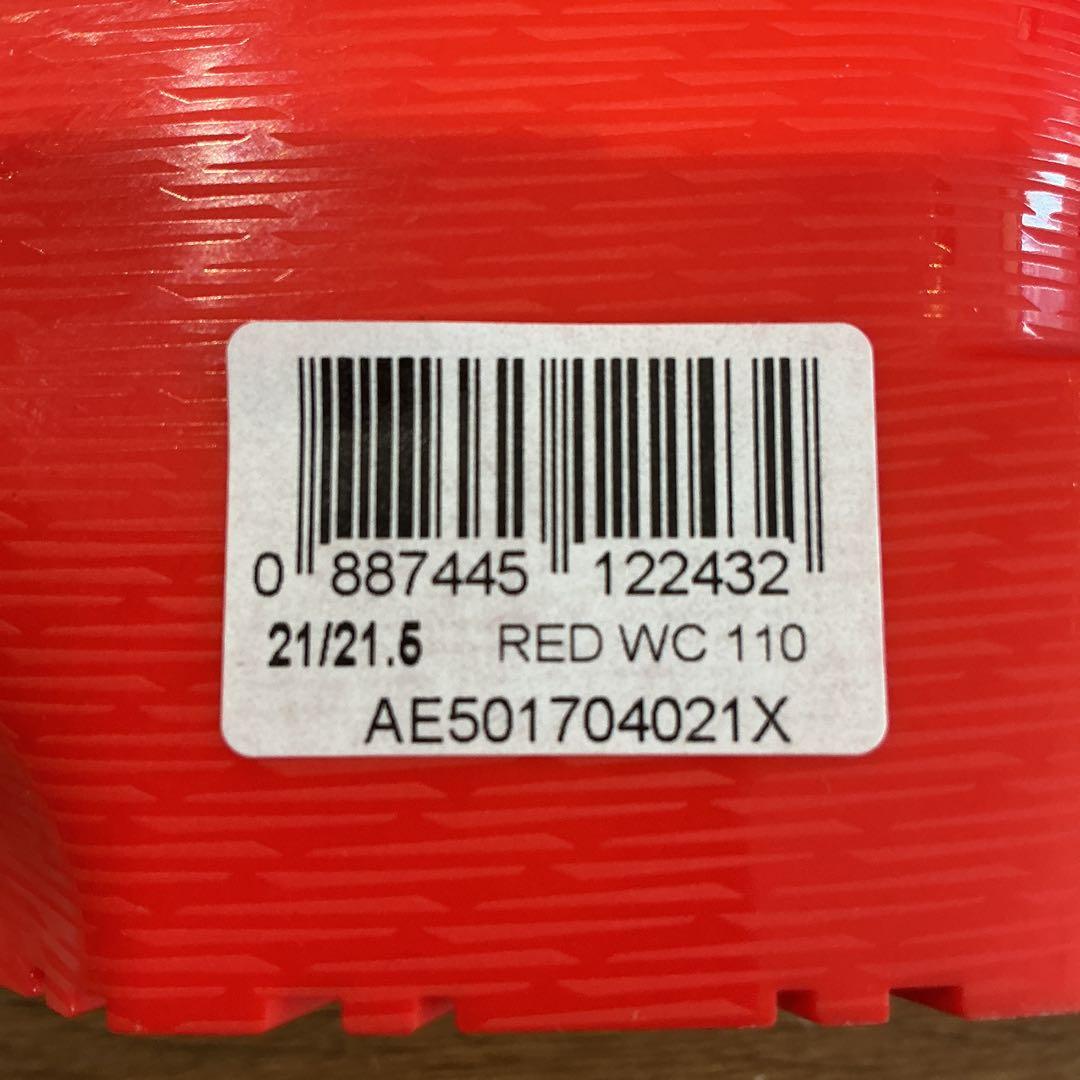 0 887445 122432
21/21.5 RED WC 110
AE501704021X